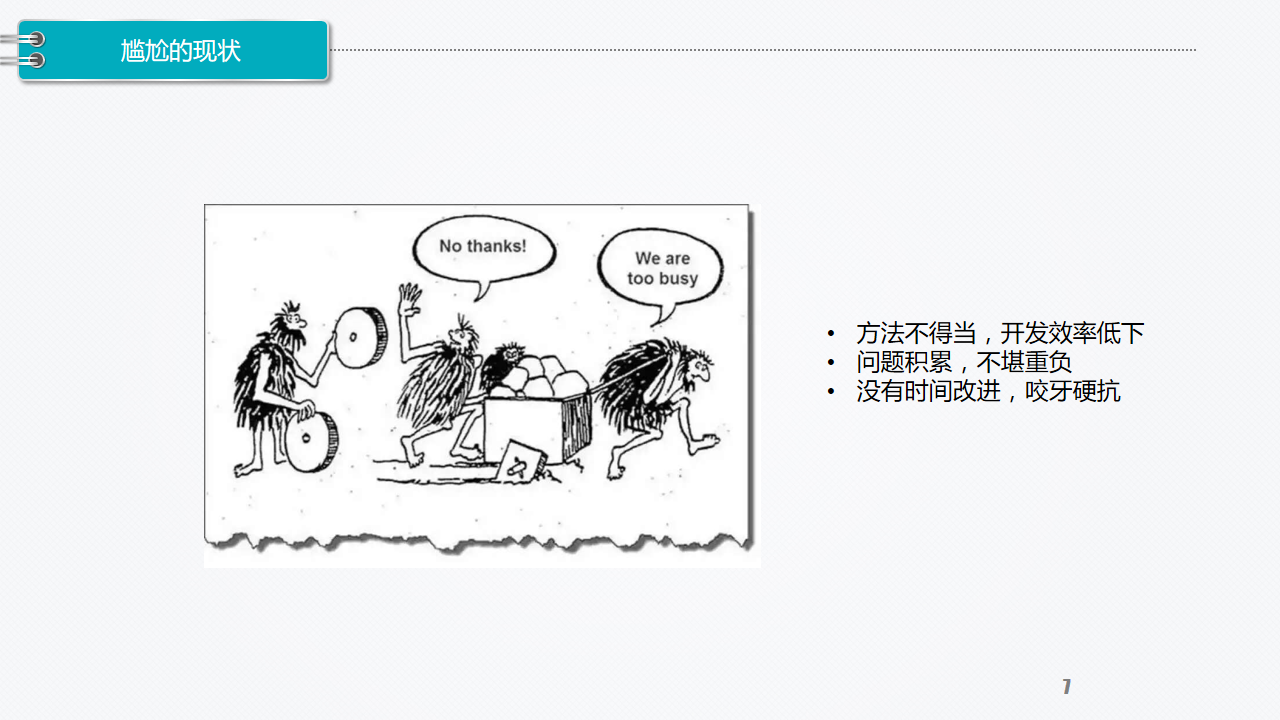 尴尬的现状
No thanks!
We are
too busy
• 方法不得当，开发效率低下
• 问题积累，不堪重负
• 没有时间改进，咬牙硬抗
7